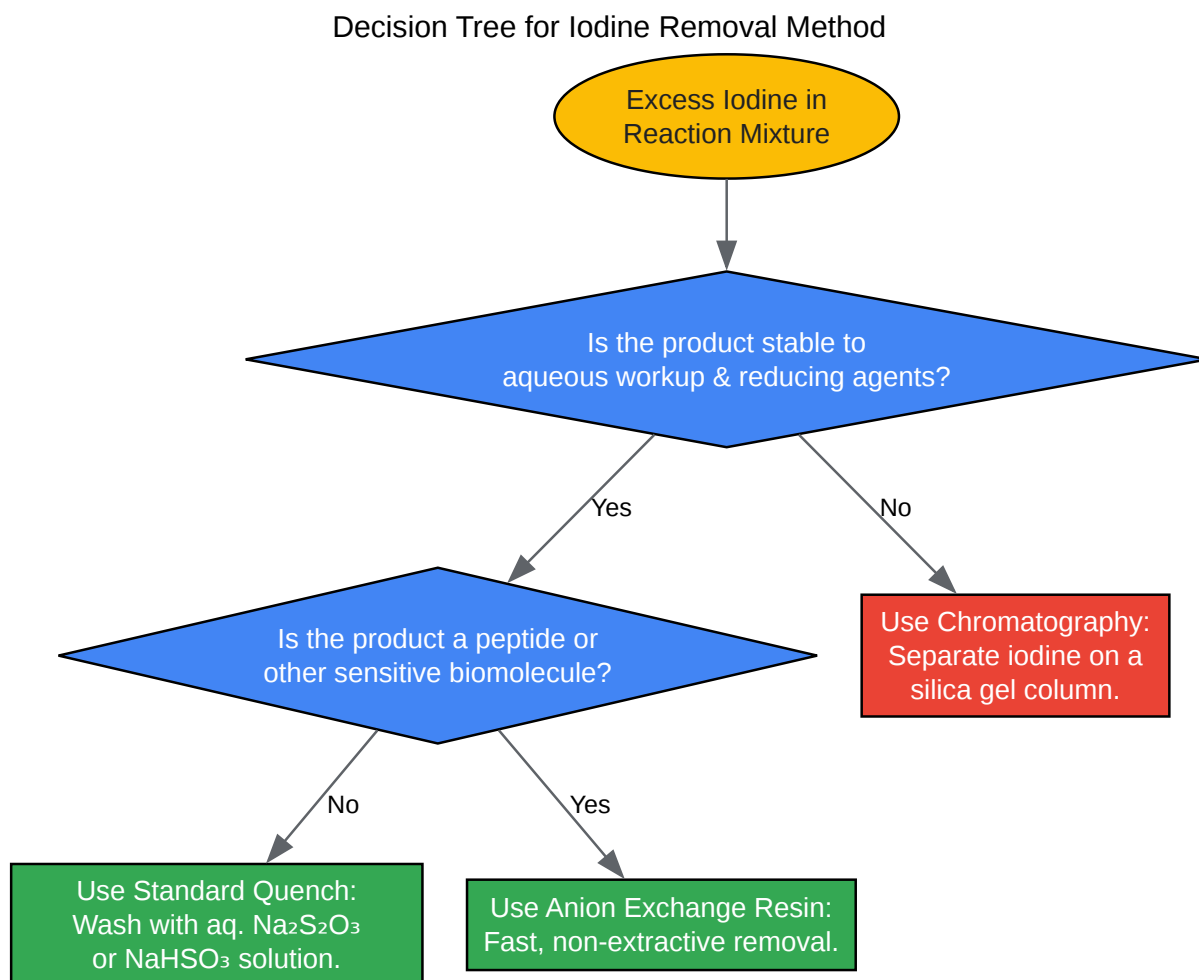 Decision Tree for Iodine Removal Method
Excess Iodine in
Reaction Mixture
Is the product stable to
aqueous workup & reducing agents?
Yes
No
Is the product a peptide or
other sensitive biomolecule?
Use Chromatography:
Separate iodine on a
silica gel column.
No
Yes
Use Standard Quench:
Wash with aq. Na₂S₂O₃
or NaHSO₃ solution.
Use Anion Exchange Resin:
Fast, non-extractive removal.